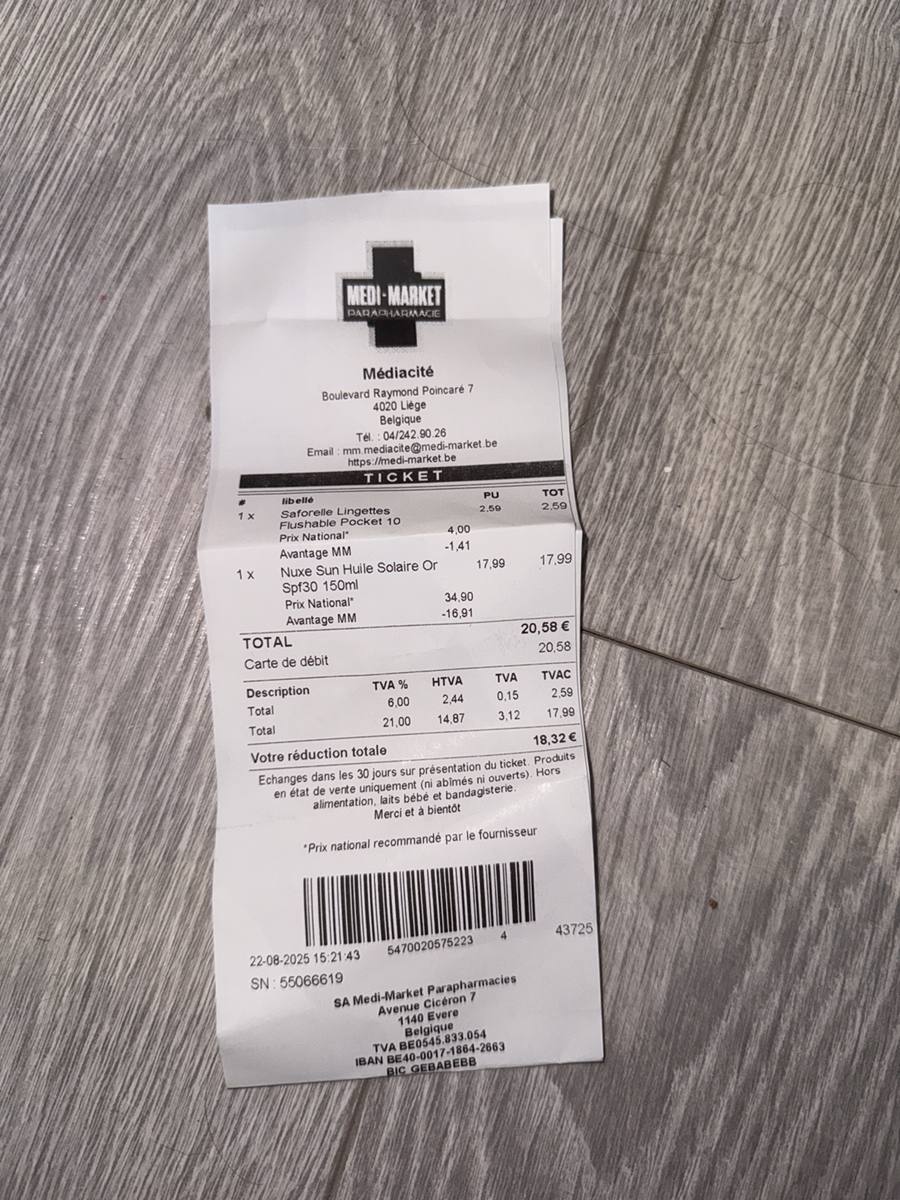 MEDI-MARKET
PARAPHARMACIE
Médiacité
Boulevard Raymond Poincaré 7
4020 Liège
Belgique
Tél. : 04/242.90.26
Email : mm.mediacite@medi-market.be
https://medi-market.be
TICKET
# libellé PU TOT
1 x Saforelle Lingettes 2,59 2,59
Flushable Pocket 10
Prix National* 4,00
Avantage MM -1,41
1 x Nuxe Sun Huile Solaire Or 17,99 17,99
Spf30 150ml
Prix National* 34,90
Avantage MM -16,91
TOTAL 20,58 €
Carte de débit 20,58
Description TVA % HTVA TVA TVAC
Total 6,00 2,44 0,15 2,59
Total 21,00 14,87 3,12 17,99
Votre réduction totale 18,32 €
Echanges dans les 30 jours sur présentation du ticket. Produits
en état de vente uniquement (ni abîmés ni ouverts). Hors
alimentation, laits bébé et bandagisterie.
Merci et à bientôt
*Prix national recommandé par le fournisseur
22-08-2025 15:21:43 5470020575223 4 43725
SN : 55066619
SA Medi-Market Parapharmacies
Avenue Cicéron 7
1140 Evere
Belgique
TVA BE0545.833.054
IBAN BE40-0017-1864-2663
BIC GEBABEBB